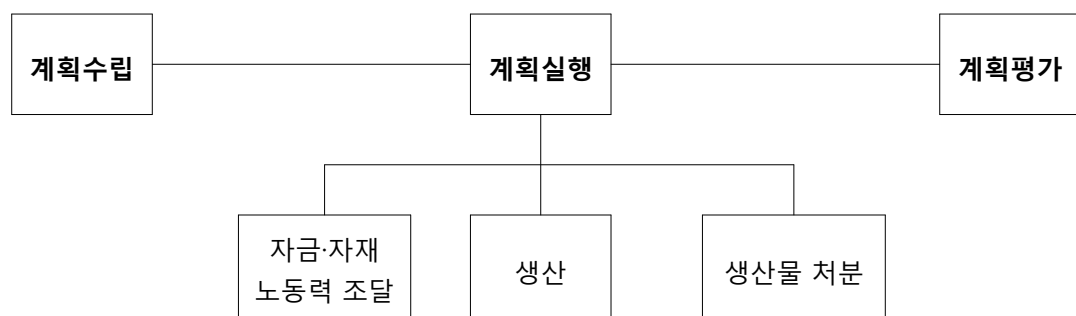 계획수립
계획실행
계획평가
자금·자재
노동력 조달
생산
생산물 처분